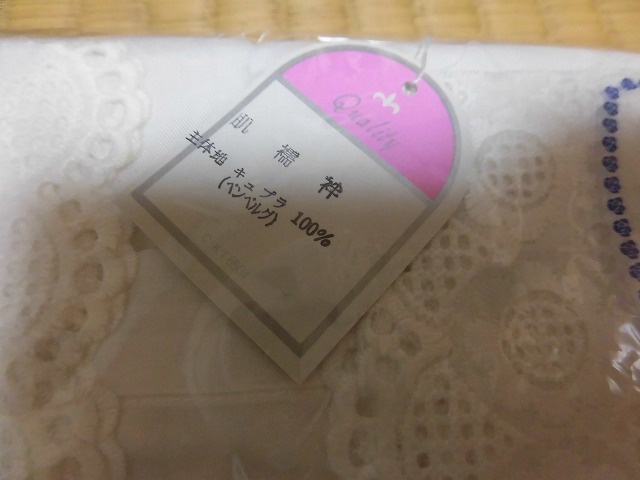 Quality
肌襦袢
主体地 キュプラ 100%
(ベンベルグ)